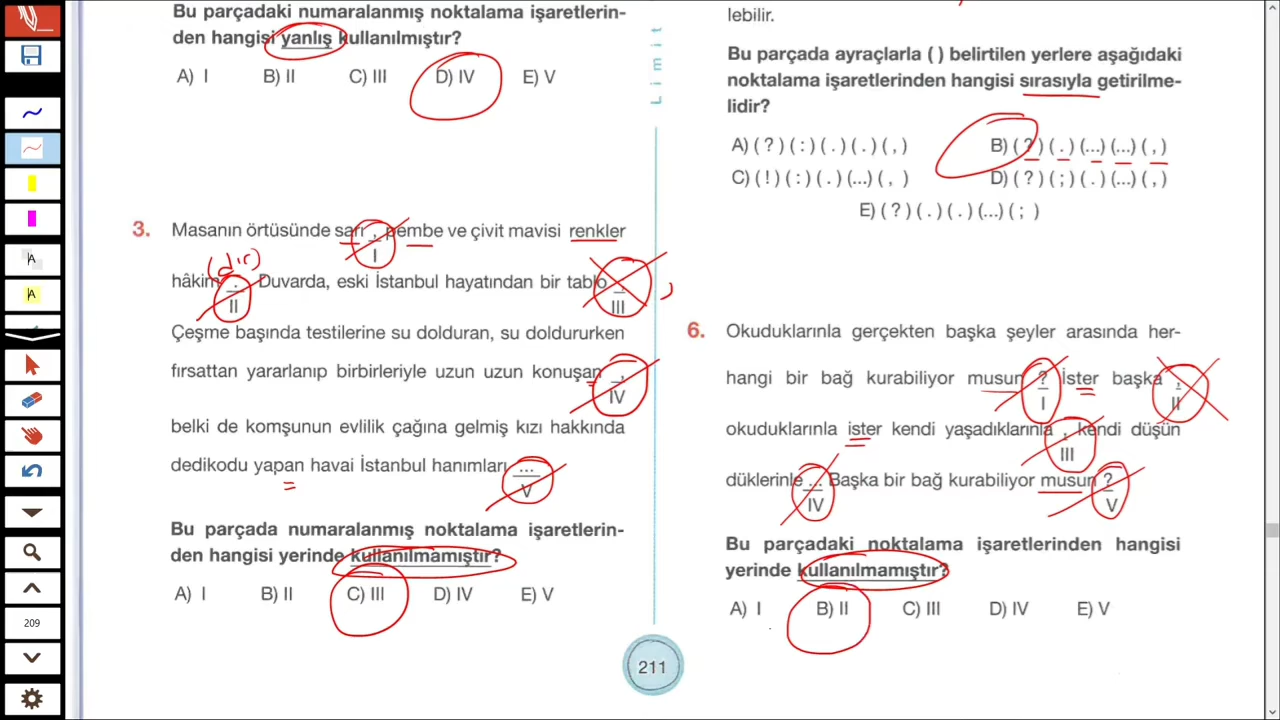 Bu parçadaki numaralanmış noktalama işaretlerin-
den hangisi yanlış kullanılmıştır?
A) I B) II C) III D) IV E) V
3. Masanın örtüsünde sarı , pembe ve çivit mavisi renkler
I
(dır)
hâkim . Duvarda, eski İstanbul hayatından bir tablo
II III ,
Çeşme başında testilerine su dolduran, su doldururken
fırsattan yararlanıp birbirleriyle uzun uzun konuşan ,
IV
belki de komşunun evlilik çağına gelmiş kızı hakkında
dedikodu yapan havai İstanbul hanımları ...
V
Bu parçada numaralanmış noktalama işaretlerin-
den hangisi yerinde kullanılmamıştır?
A) I B) II C) III D) IV E) V
Limit
211
lebilir.
Bu parçada ayraçlarla ( ) belirtilen yerlere aşağıdaki
noktalama işaretlerinden hangisi sırasıyla getirilme-
lidir?
A) ( ? ) ( : ) ( . ) ( . ) ( , ) B) ( ? ) ( . ) (...) (...) ( , )
C) ( ! ) ( : ) ( . ) (...) ( , ) D) ( ? ) ( ; ) ( . ) (...) ( , )
E) ( ? ) ( . ) ( . ) (...) ( ; )
6. Okuduklarınla gerçekten başka şeyler arasında her-
hangi bir bağ kurabiliyor musun ? İster başka ,
I II
okuduklarınla ister kendi yaşadıklarınla , kendi düşün
III
düklerinle ... Başka bir bağ kurabiliyor musun ?
IV V
Bu parçadaki noktalama işaretlerinden hangisi
yerinde kullanılmamıştır?
A) I B) II C) III D) IV E) V
A
A
209